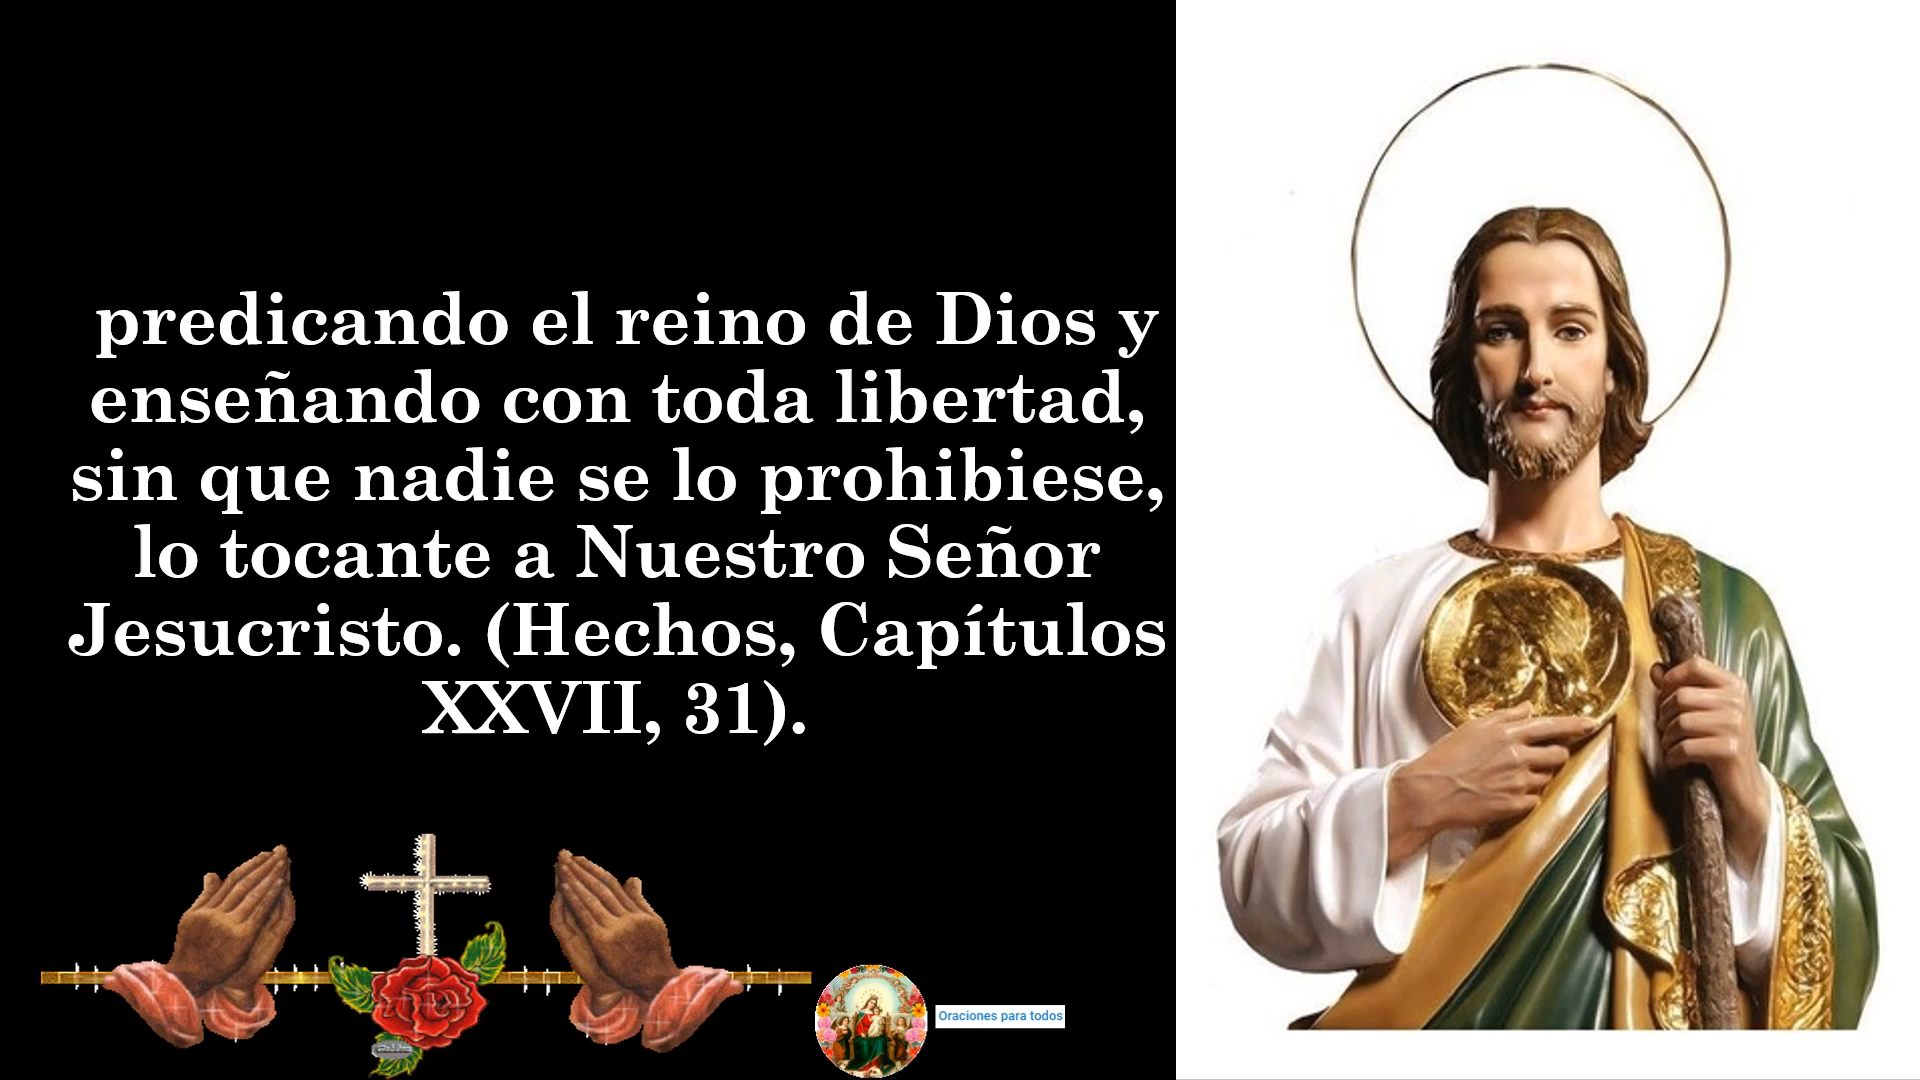 predicando el reino de Dios y
enseñando con toda libertad,
sin que nadie se lo prohibiese,
lo tocante a Nuestro Señor
Jesucristo. (Hechos, Capítulos
XXVII, 31).
Oraciones para todos